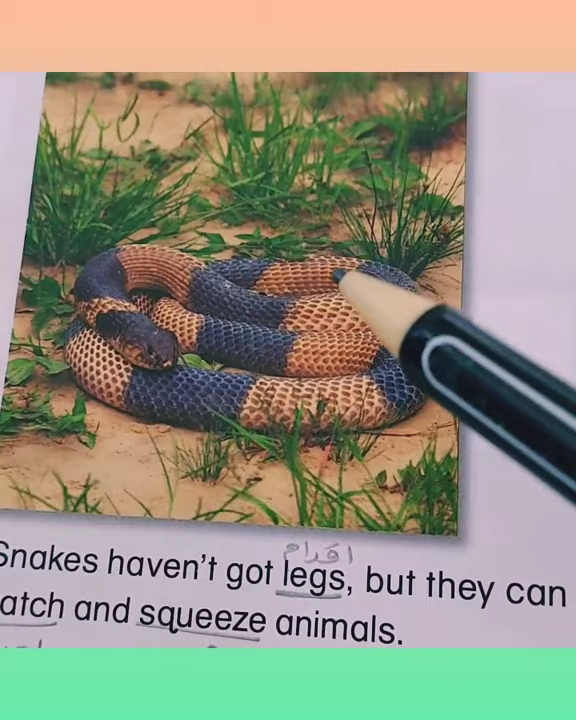 اقدام
Snakes haven't got legs, but they can
atch and squeeze animals.